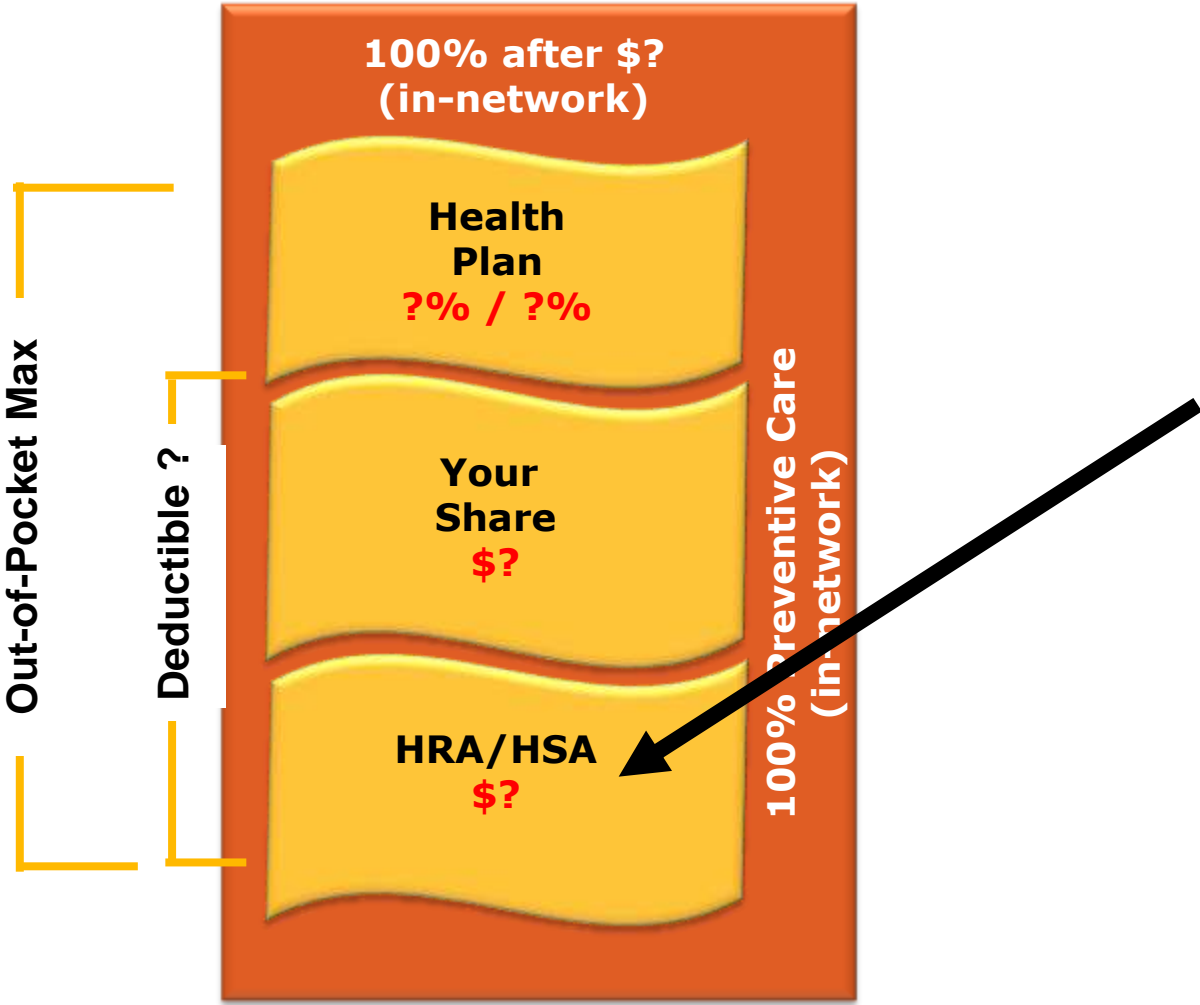 100% after $?
(in-network)
Health
Plan
?% / ?%
Your
Share
$?
HRA/HSA
$?
Out-of-Pocket Max
Deductible ?
100% Preventive Care
(in-network)